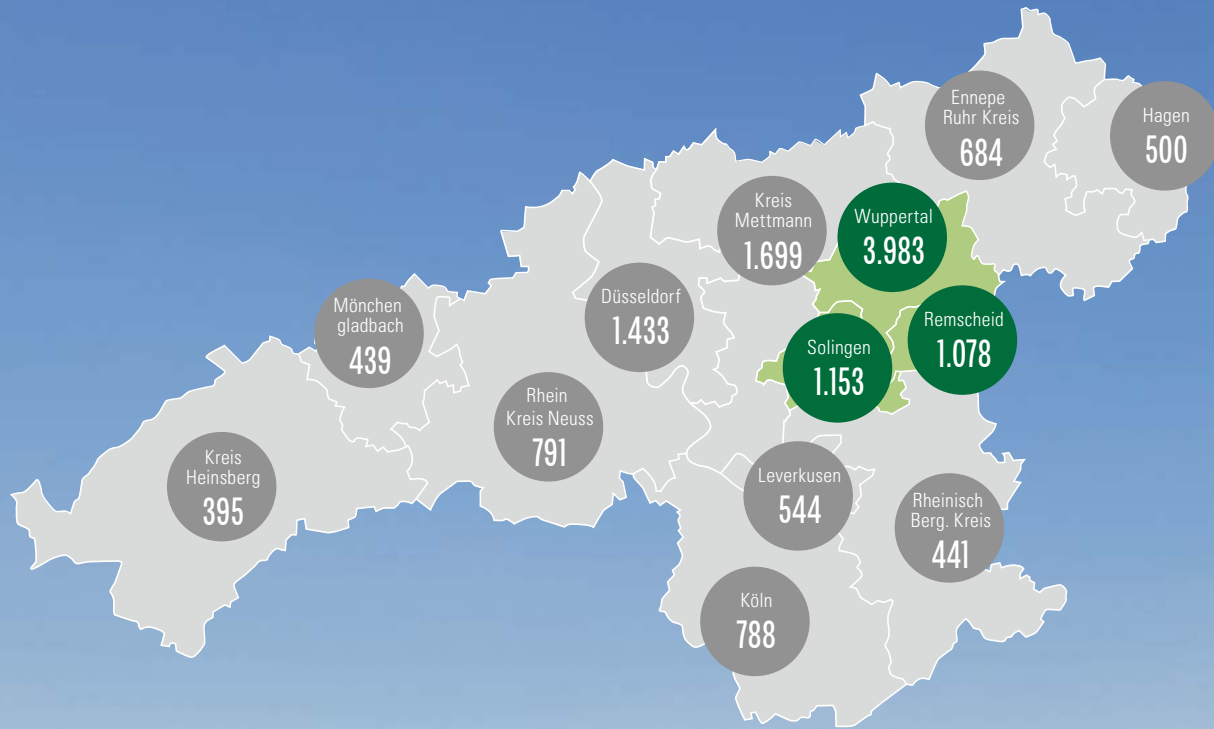 Ennepe
Ruhr Kreis
684
Hagen
500
Kreis
Mettmann
1.699
Wuppertal
3.983
Mönchen
gladbach
439
Düsseldorf
1.433
Solingen
1.153
Remscheid
1.078
Rhein
Kreis Neuss
791
Kreis
Heinsberg
395
Leverkusen
544
Rheinisch
Berg. Kreis
441
Köln
788